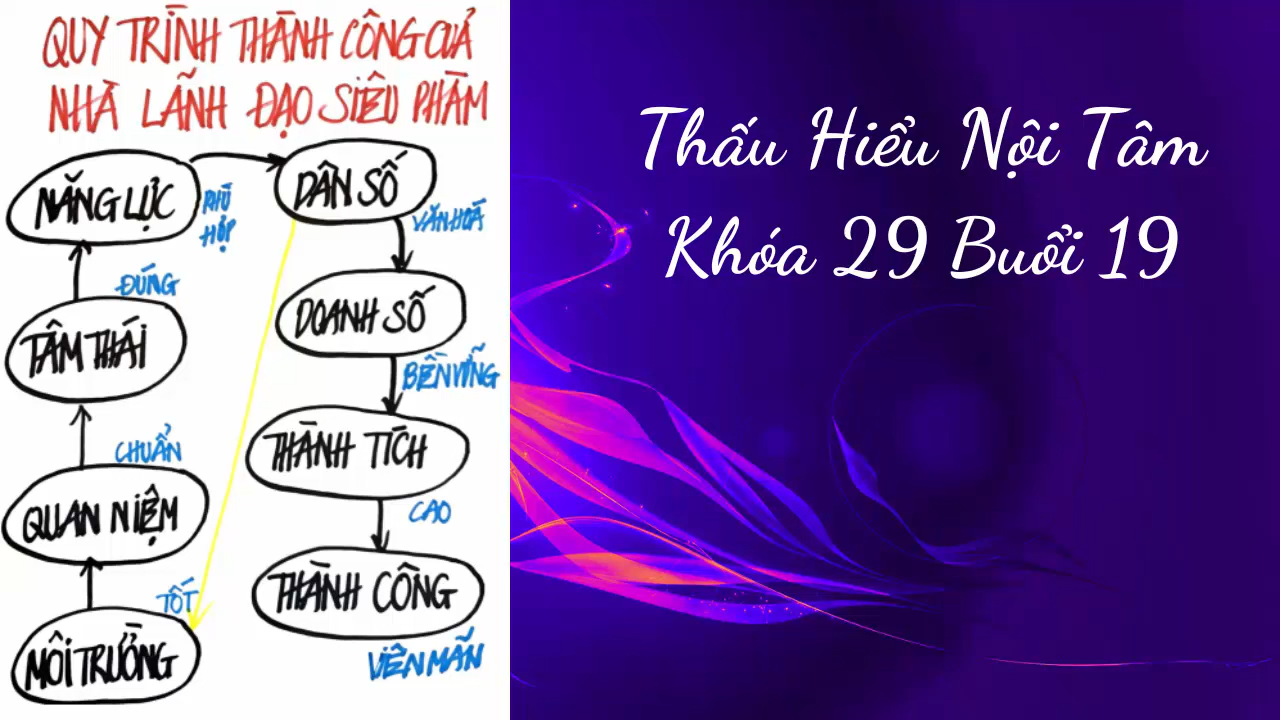 QUY TRÌNH THÀNH CÔNG CUẢ
NHÀ LÃNH ĐẠO SIÊU PHÀM
NĂNG LỰC
PHÙ
HỢP
DÂN SỐ
VĂN HOÁ
ĐÚNG
TÂM THÁI
DOANH SỐ
BỀN VỮNG
CHUẨN
THÀNH TÍCH
QUAN NIỆM
CAO
TỐT
THÀNH CÔNG
MÔI TRƯỜNG
VIÊN MÃN
Thấu Hiểu Nội Tâm
Khóa 29 Buổi 19